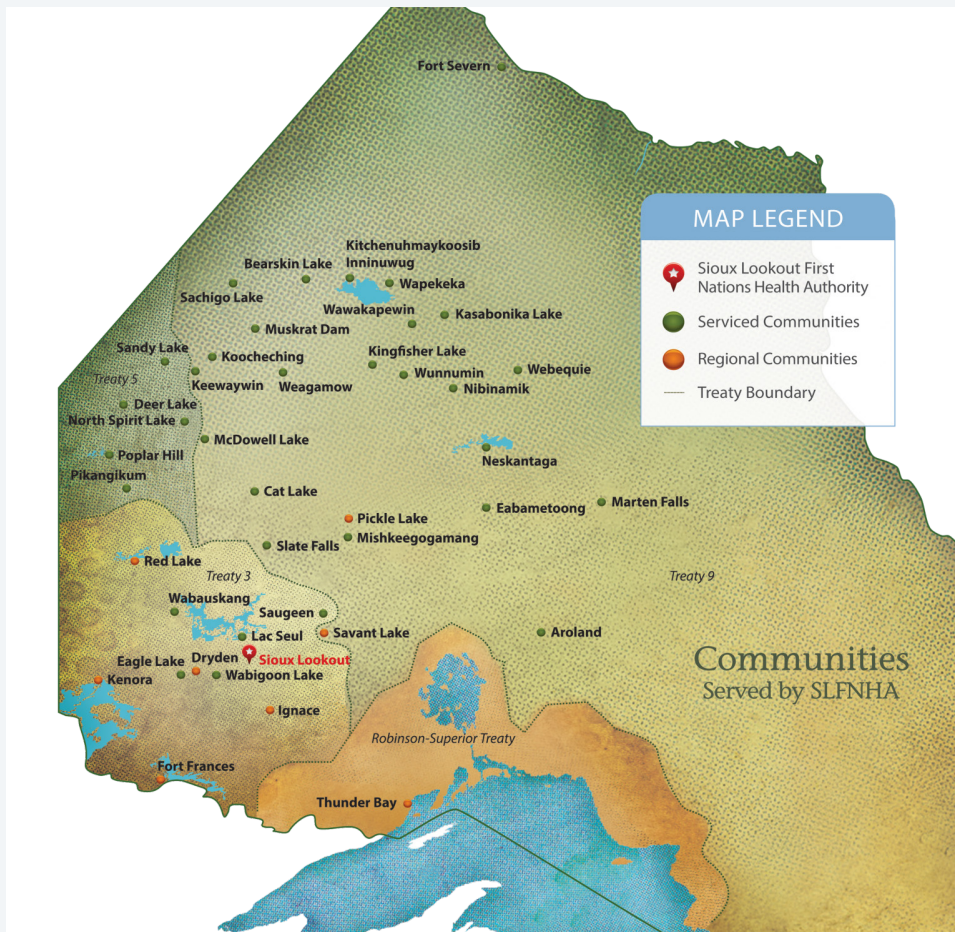 Fort Severn
MAP LEGEND
Sioux Lookout First
Nations Health Authority
Serviced Communities
Regional Communities
Treaty Boundary
Kitchenuhmaykoosib
Inninuwug
Bearskin Lake
Wapekeka
Sachigo Lake
Wawakapewin
Kasabonika Lake
Muskrat Dam
Sandy Lake
Koocheching
Kingfisher Lake
Treaty 5
Keewaywin
Weagamow
Wunnumin
Webequie
Nibinamik
Deer Lake
North Spirit Lake
McDowell Lake
Poplar Hill
Neskantaga
Pikangikum
Cat Lake
Eabametoong
Marten Falls
Pickle Lake
Mishkeegogamang
Slate Falls
Red Lake
Treaty 3
Treaty 9
Wabauskang
Saugeen
Lac Seul
Savant Lake
Aroland
Eagle Lake
Dryden
Sioux Lookout
Kenora
Wabigoon Lake
Communities
Served by SLFNHA
Ignace
Robinson-Superior Treaty
Fort Frances
Thunder Bay